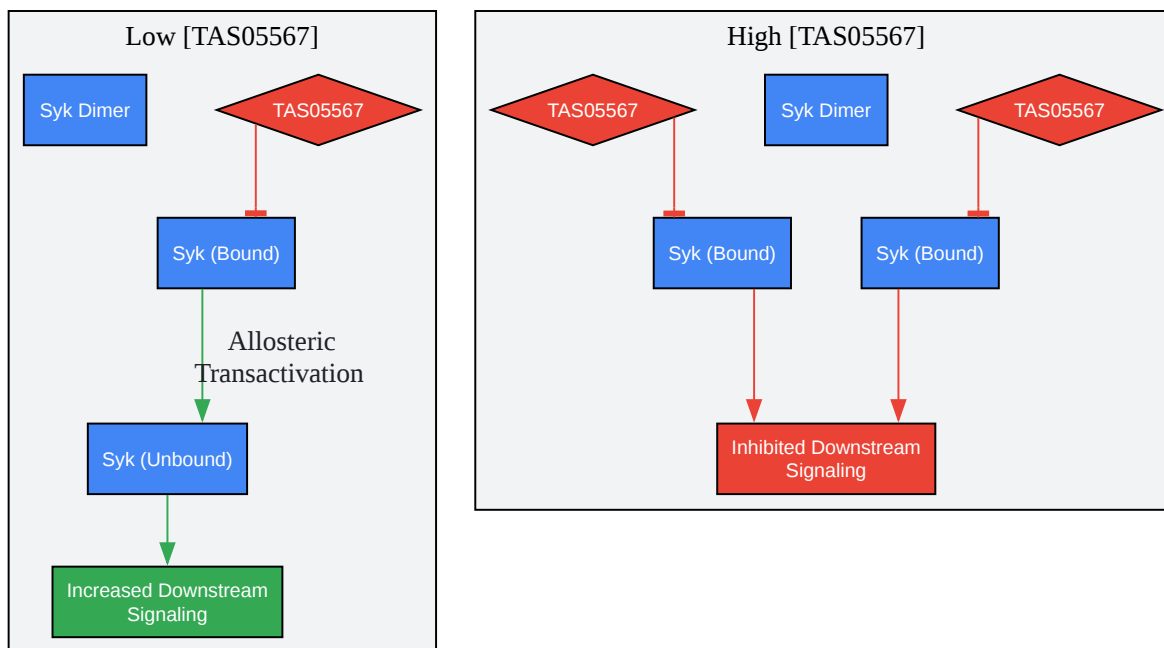 Low [TAS05567]
Syk Dimer
TAS05567
Syk (Bound)
Allosteric
Transactivation
Syk (Unbound)
Increased Downstream
Signaling
High [TAS05567]
TAS05567
Syk Dimer
TAS05567
Syk (Bound)
Syk (Bound)
Inhibited Downstream
Signaling